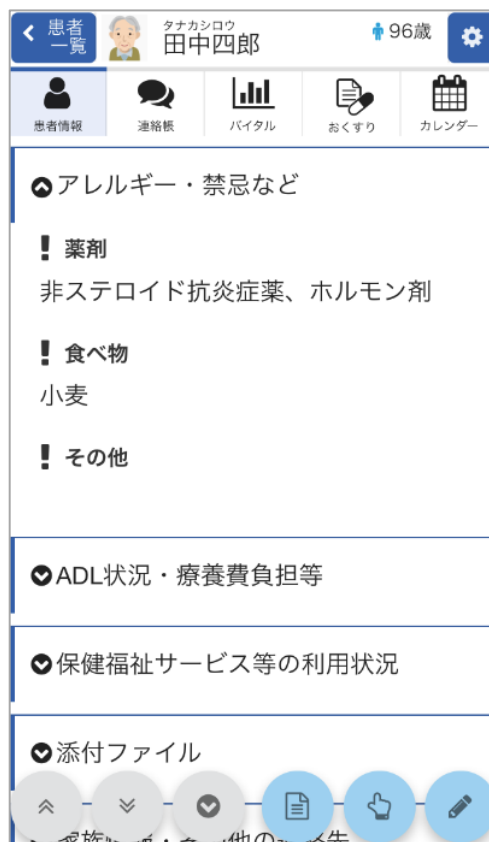 患者
一覧
タナカシロウ
田中四郎
96歳
患者情報
連絡帳
バイタル
おくすり
カレンダー
アレルギー・禁忌など
薬剤
非ステロイド抗炎症薬、ホルモン剤
食べ物
小麦
その他
ADL状況・療養費負担等
保健福祉サービス等の利用状況
添付ファイル